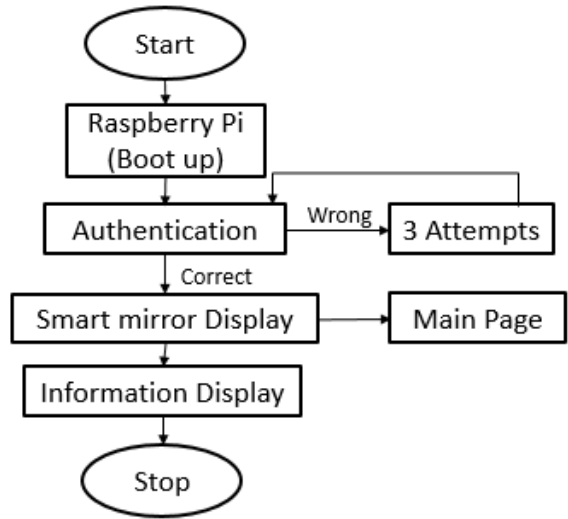 Start
Raspberry Pi
(Boot up)
Authentication
Wrong
3 Attempts
Correct
Smart mirror Display
Main Page
Information Display
Stop